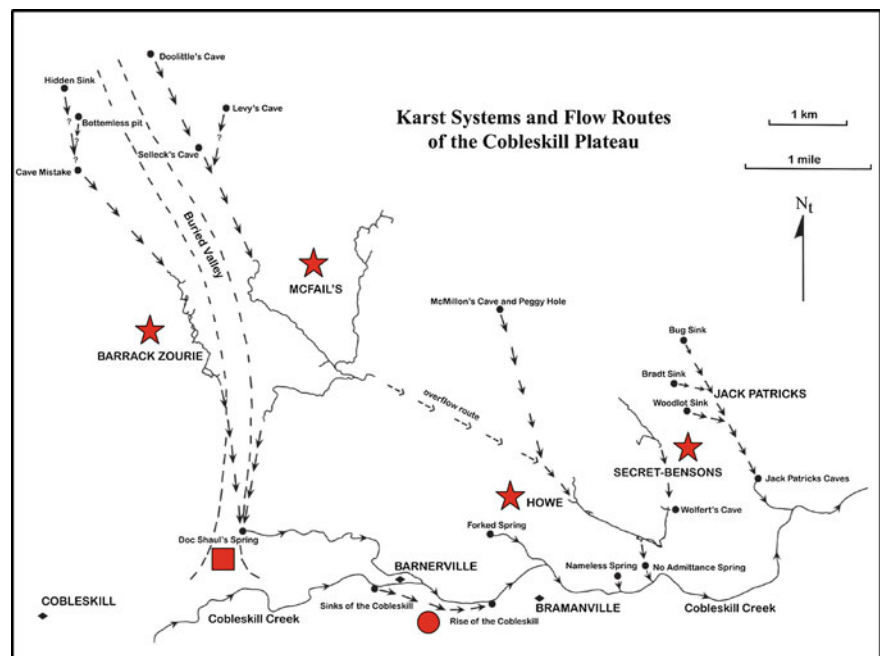 Doolittle's Cave
Hidden Sink
Levy's Cave
?
Bottomless pit
?
?
Selleck's Cave
Cave Mistake
Karst Systems and Flow Routes
of the Cobleskill Plateau
1 km
1 mile
Nt
Buried Valley
MCFAIL'S
McMillon's Cave and Peggy Hole
BARRACK ZOURIE
Bug Sink
Bradt Sink
JACK PATRICKS
Woodlot Sink
overflow route
SECRET-BENSONS
Jack Patricks Caves
HOWE
Wolfert's Cave
Forked Spring
Doc Shaul's Spring
BARNERVILLE
Nameless Spring
No Admittance Spring
COBLESKILL
Cobleskill Creek
Sinks of the Cobleskill
Rise of the Cobleskill
BRAMANVILLE
Cobleskill Creek